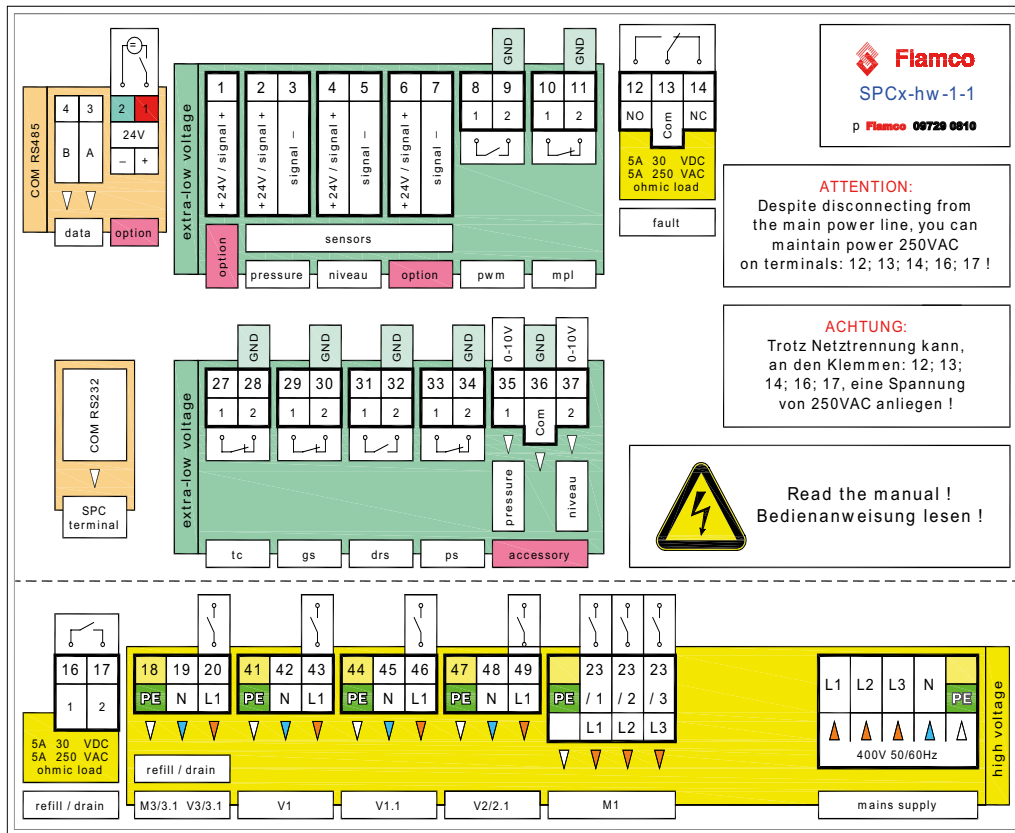 COM RS485
4 3
B A
data
2 1
24V
– +
option
extra-low voltage
1 2 3 4 5 6 7
+ 24V / signal +
+ 24V / signal +
signal –
+ 24V / signal +
signal –
+ 24V / signal +
signal –
option
sensors
pressure
niveau
option
GND
8 9
1 2
pwm
GND
10 11
1 2
mpl
12 13 14
NO Com NC
5A 30 VDC
5A 250 VAC
ohmic load
fault
Flamco
SPCx-hw-1-1
p Flamco 09729 0810
ATTENTION:
Despite disconnecting from
the main power line, you can
maintain power 250VAC
on terminals: 12; 13; 14; 16; 17 !
COM RS232
SPC
terminal
extra-low voltage
GND
27 28
1 2
tc
GND
29 30
1 2
gs
GND
31 32
1 2
drs
GND
33 34
1 2
ps
0-10V GND 0-10V
35 36 37
1 Com 2
pressure
niveau
accessory
ACHTUNG:
Trotz Netztrennung kann,
an den Klemmen: 12; 13;
14; 16; 17, eine Spannung
von 250VAC anliegen !
Read the manual !
Bedienanweisung lesen !
16 17
1 2
5A 30 VDC
5A 250 VAC
ohmic load
refill / drain
18 19 20
PE N L1
refill / drain
M3/3.1 V3/3.1
41 42 43
PE N L1
V1
44 45 46
PE N L1
V1.1
47 48 49
PE N L1
V2/2.1
23 23 23
PE / 1 / 2 / 3
L1 L2 L3
M1
L1 L2 L3 N PE
400V 50/60Hz
mains supply
high voltage